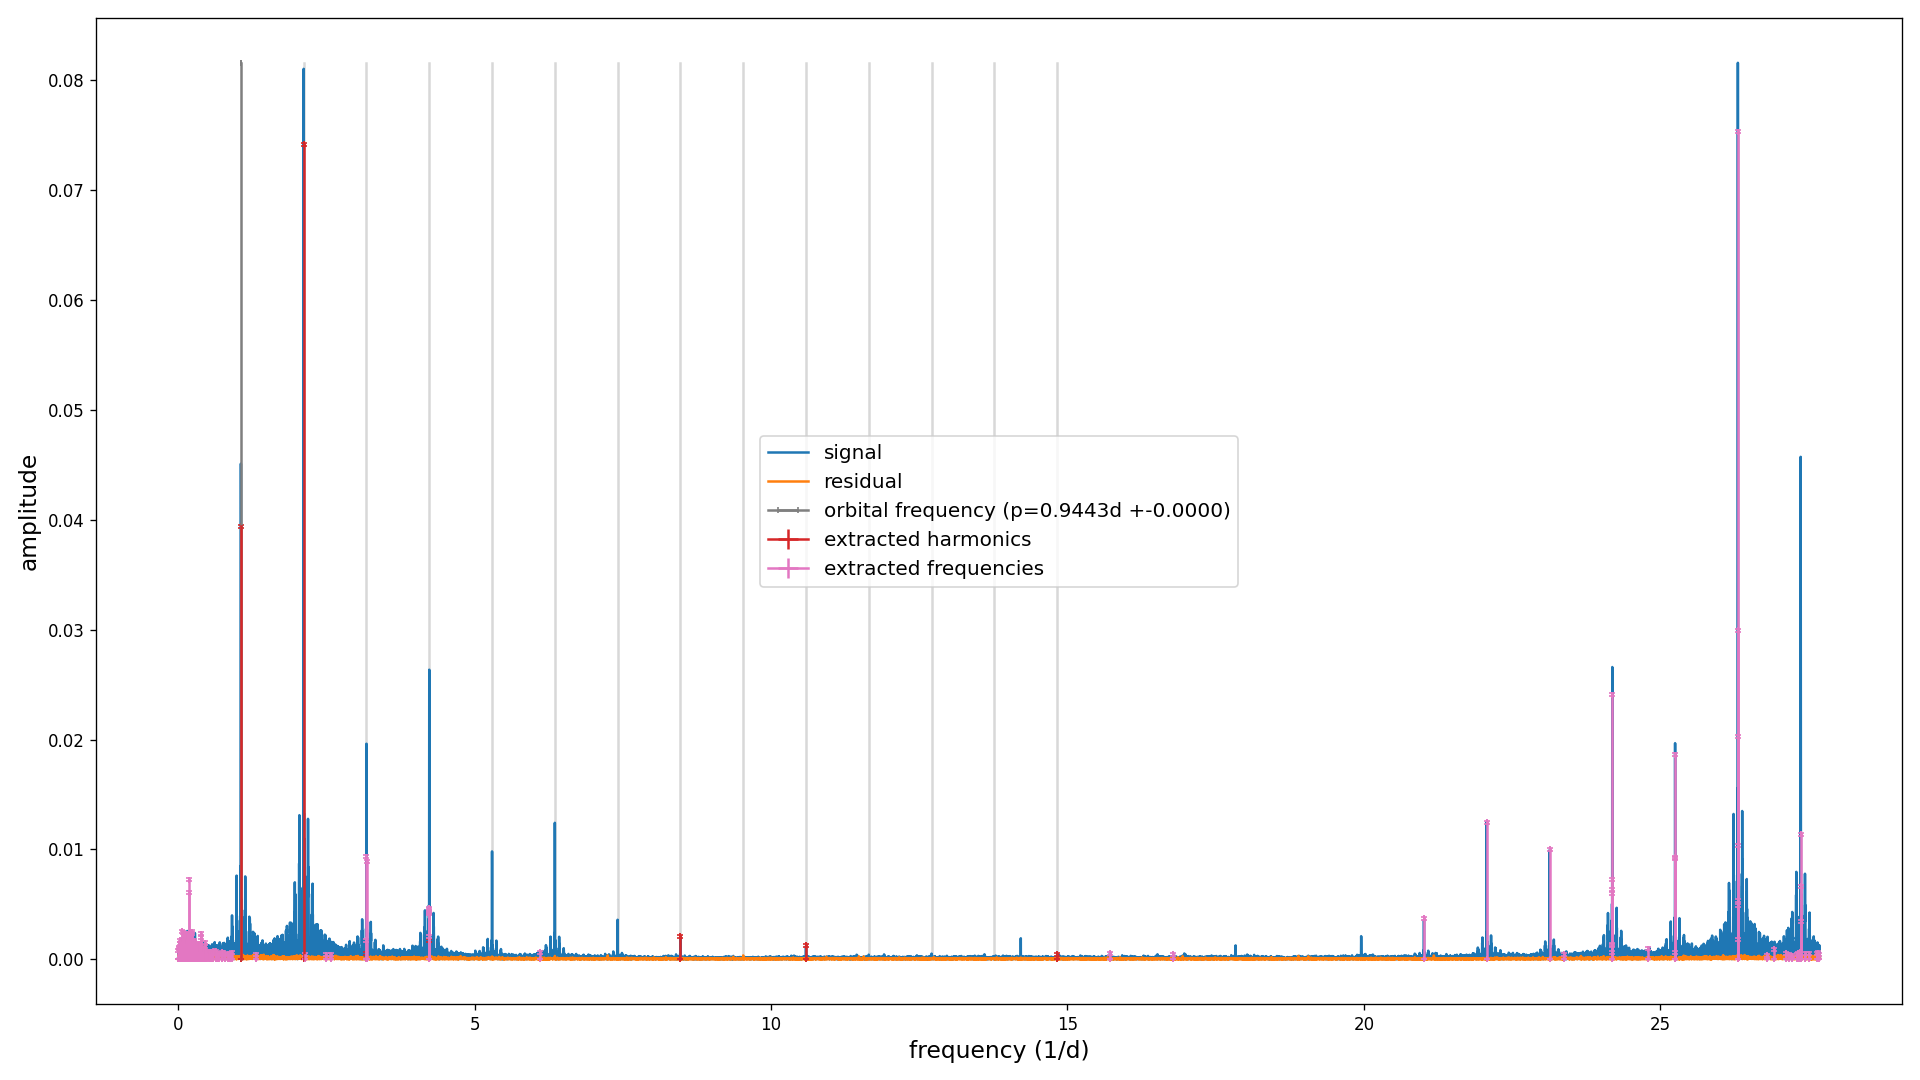 0.08
0.07
0.06
0.05
0.04
0.03
0.02
0.01
0.00
amplitude
signal
residual
orbital frequency (p=0.9443d +-0.0000)
extracted harmonics
extracted frequencies
0
5
10
15
20
25
frequency (1/d)